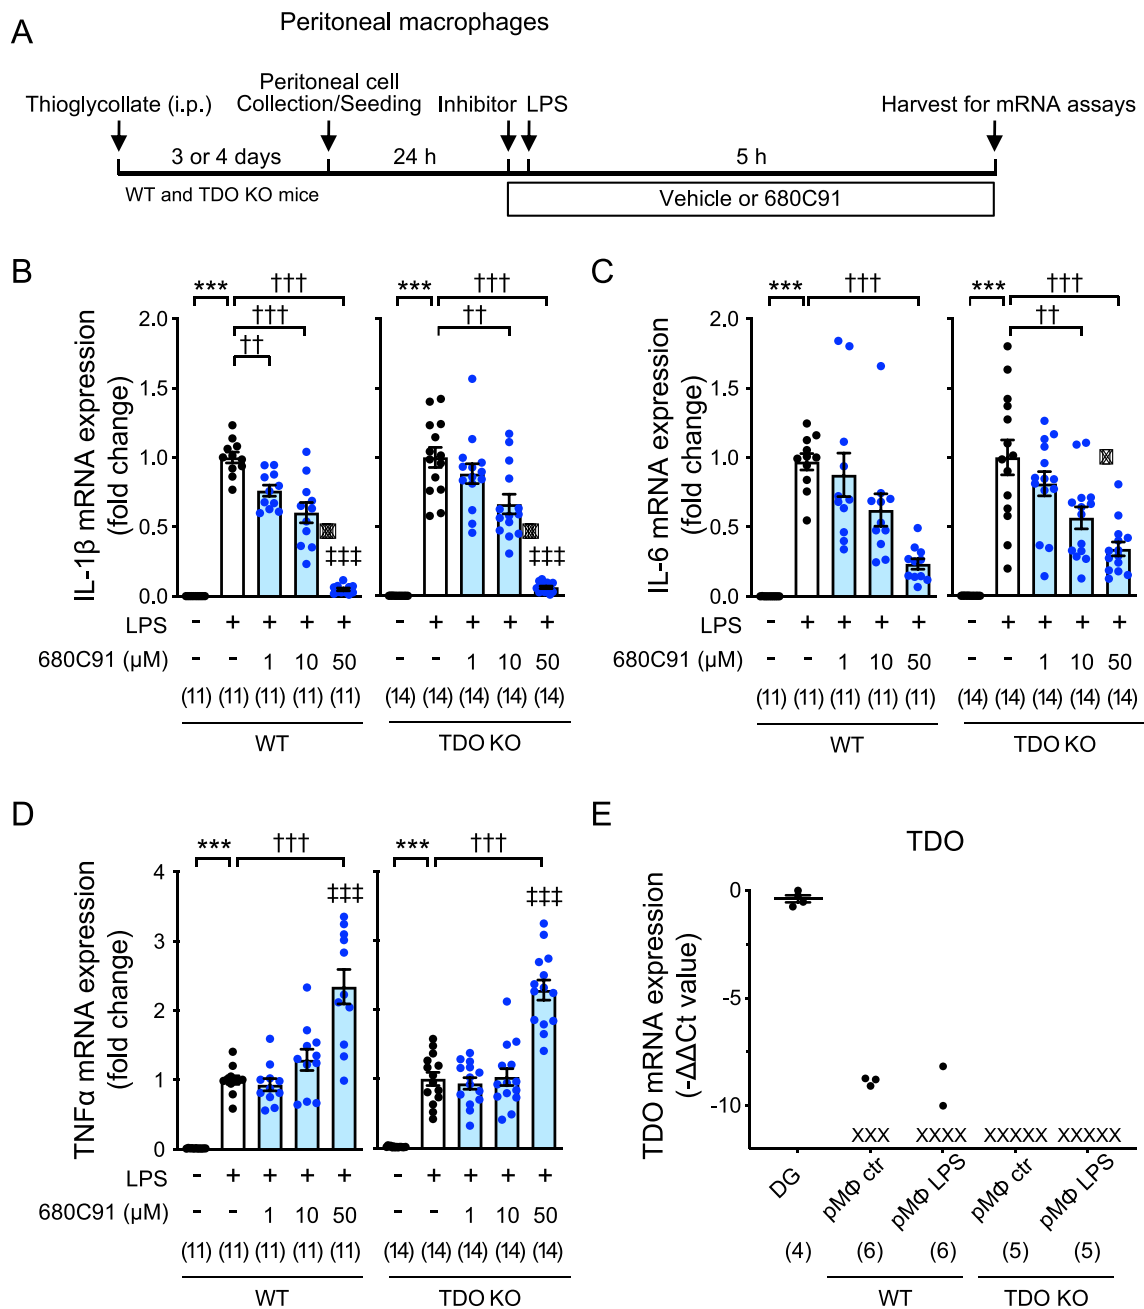 A
Peritoneal macrophages
Thioglycollate (i.p.)
Peritoneal cell
Collection/Seeding
Inhibitor LPS
Harvest for mRNA assays
3 or 4 days
24 h
5 h
WT and TDO KO mice
Vehicle or 680C91
B
IL-1β mRNA expression
(fold change)
2.0
1.5
1.0
0.5
0.0
*** ††† ††† †† ‡‡‡
*** ††† †† ‡‡‡
LPS - + + + + - + + + +
680C91 (µM) - - 1 10 50 - - 1 10 50
(11) (11) (11) (11) (11) (14) (14) (14) (14) (14)
WT TDO KO
C
IL-6 mRNA expression
(fold change)
2.0
1.5
1.0
0.5
0.0
*** †††
*** ††† ††
LPS - + + + + - + + + +
680C91 (µM) - - 1 10 50 - - 1 10 50
(11) (11) (11) (11) (11) (14) (14) (14) (14) (14)
WT TDO KO
D
TNFα mRNA expression
(fold change)
4
3
2
1
0
*** ††† ‡‡‡
*** ††† ‡‡‡
LPS - + + + + - + + + +
680C91 (µM) - - 1 10 50 - - 1 10 50
(11) (11) (11) (11) (11) (14) (14) (14) (14) (14)
WT TDO KO
E
TDO
TDO mRNA expression
(-ΔΔCt value)
0
-5
-10
XXX XXXX XXXXX XXXXX
DG pMΦ ctr pMΦ LPS pMΦ ctr pMΦ LPS
(4) (6) (6) (5) (5)
WT TDO KO